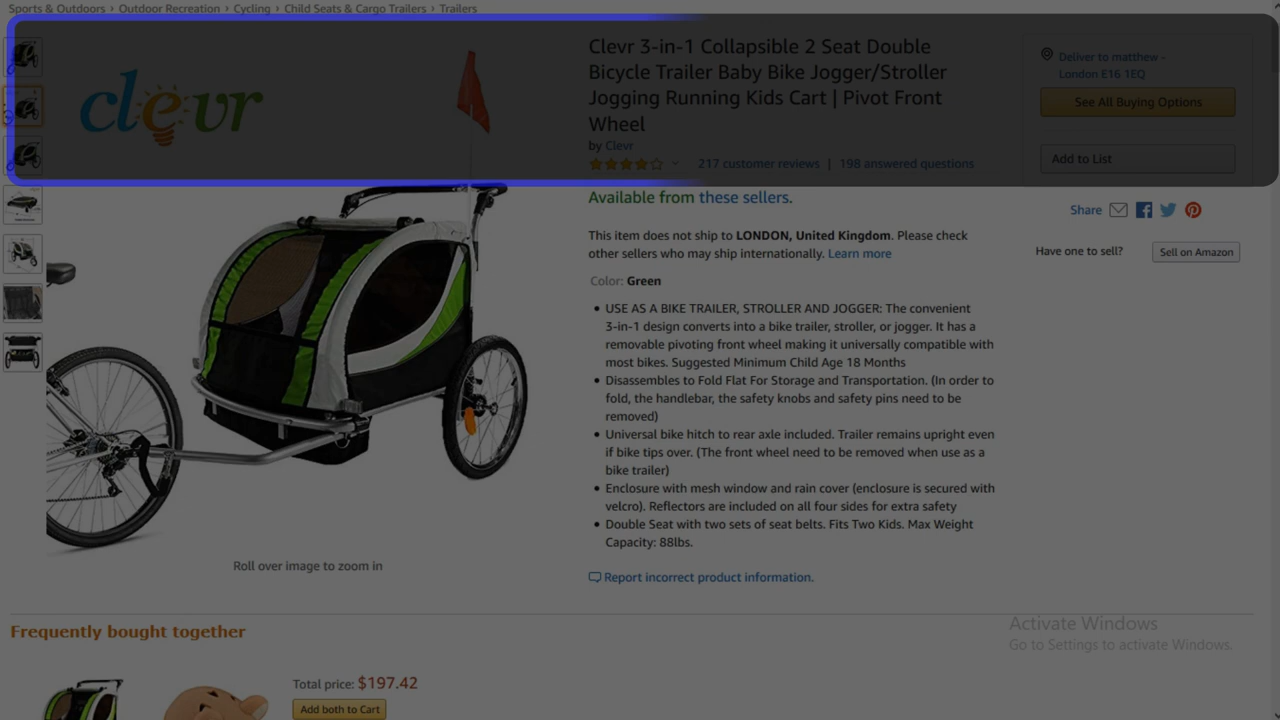 Sports & Outdoors › Outdoor Recreation › Cycling › Child Seats & Cargo Trailers › Trailers
clevr
Clevr 3-in-1 Collapsible 2 Seat Double
Bicycle Trailer Baby Bike Jogger/Stroller
Jogging Running Kids Cart | Pivot Front
Wheel
by Clevr
217 customer reviews | 198 answered questions
Deliver to matthew -
London E16 1EQ
See All Buying Options
Add to List
Available from these sellers.
Share
This item does not ship to LONDON, United Kingdom. Please check
other sellers who may ship internationally. Learn more
Have one to sell? Sell on Amazon
Color: Green
• USE AS A BIKE TRAILER, STROLLER AND JOGGER: The convenient
3-in-1 design converts into a bike trailer, stroller, or jogger. It has a
removable pivoting front wheel making it universally compatible with
most bikes. Suggested Minimum Child Age 18 Months
• Disassembles to Fold Flat For Storage and Transportation. (In order to
fold, the handlebar, the safety knobs and safety pins need to be
removed)
• Universal bike hitch to rear axle included. Trailer remains upright even
if bike tips over. (The front wheel need to be removed when use as a
bike trailer)
• Enclosure with mesh window and rain cover (enclosure is secured with
velcro). Reflectors are included on all four sides for extra safety
• Double Seat with two sets of seat belts. Fits Two Kids. Max Weight
Capacity: 88lbs.
Roll over image to zoom in
Report incorrect product information.
Frequently bought together
Activate Windows
Go to Settings to activate Windows.
Total price: $197.42
Add both to Cart